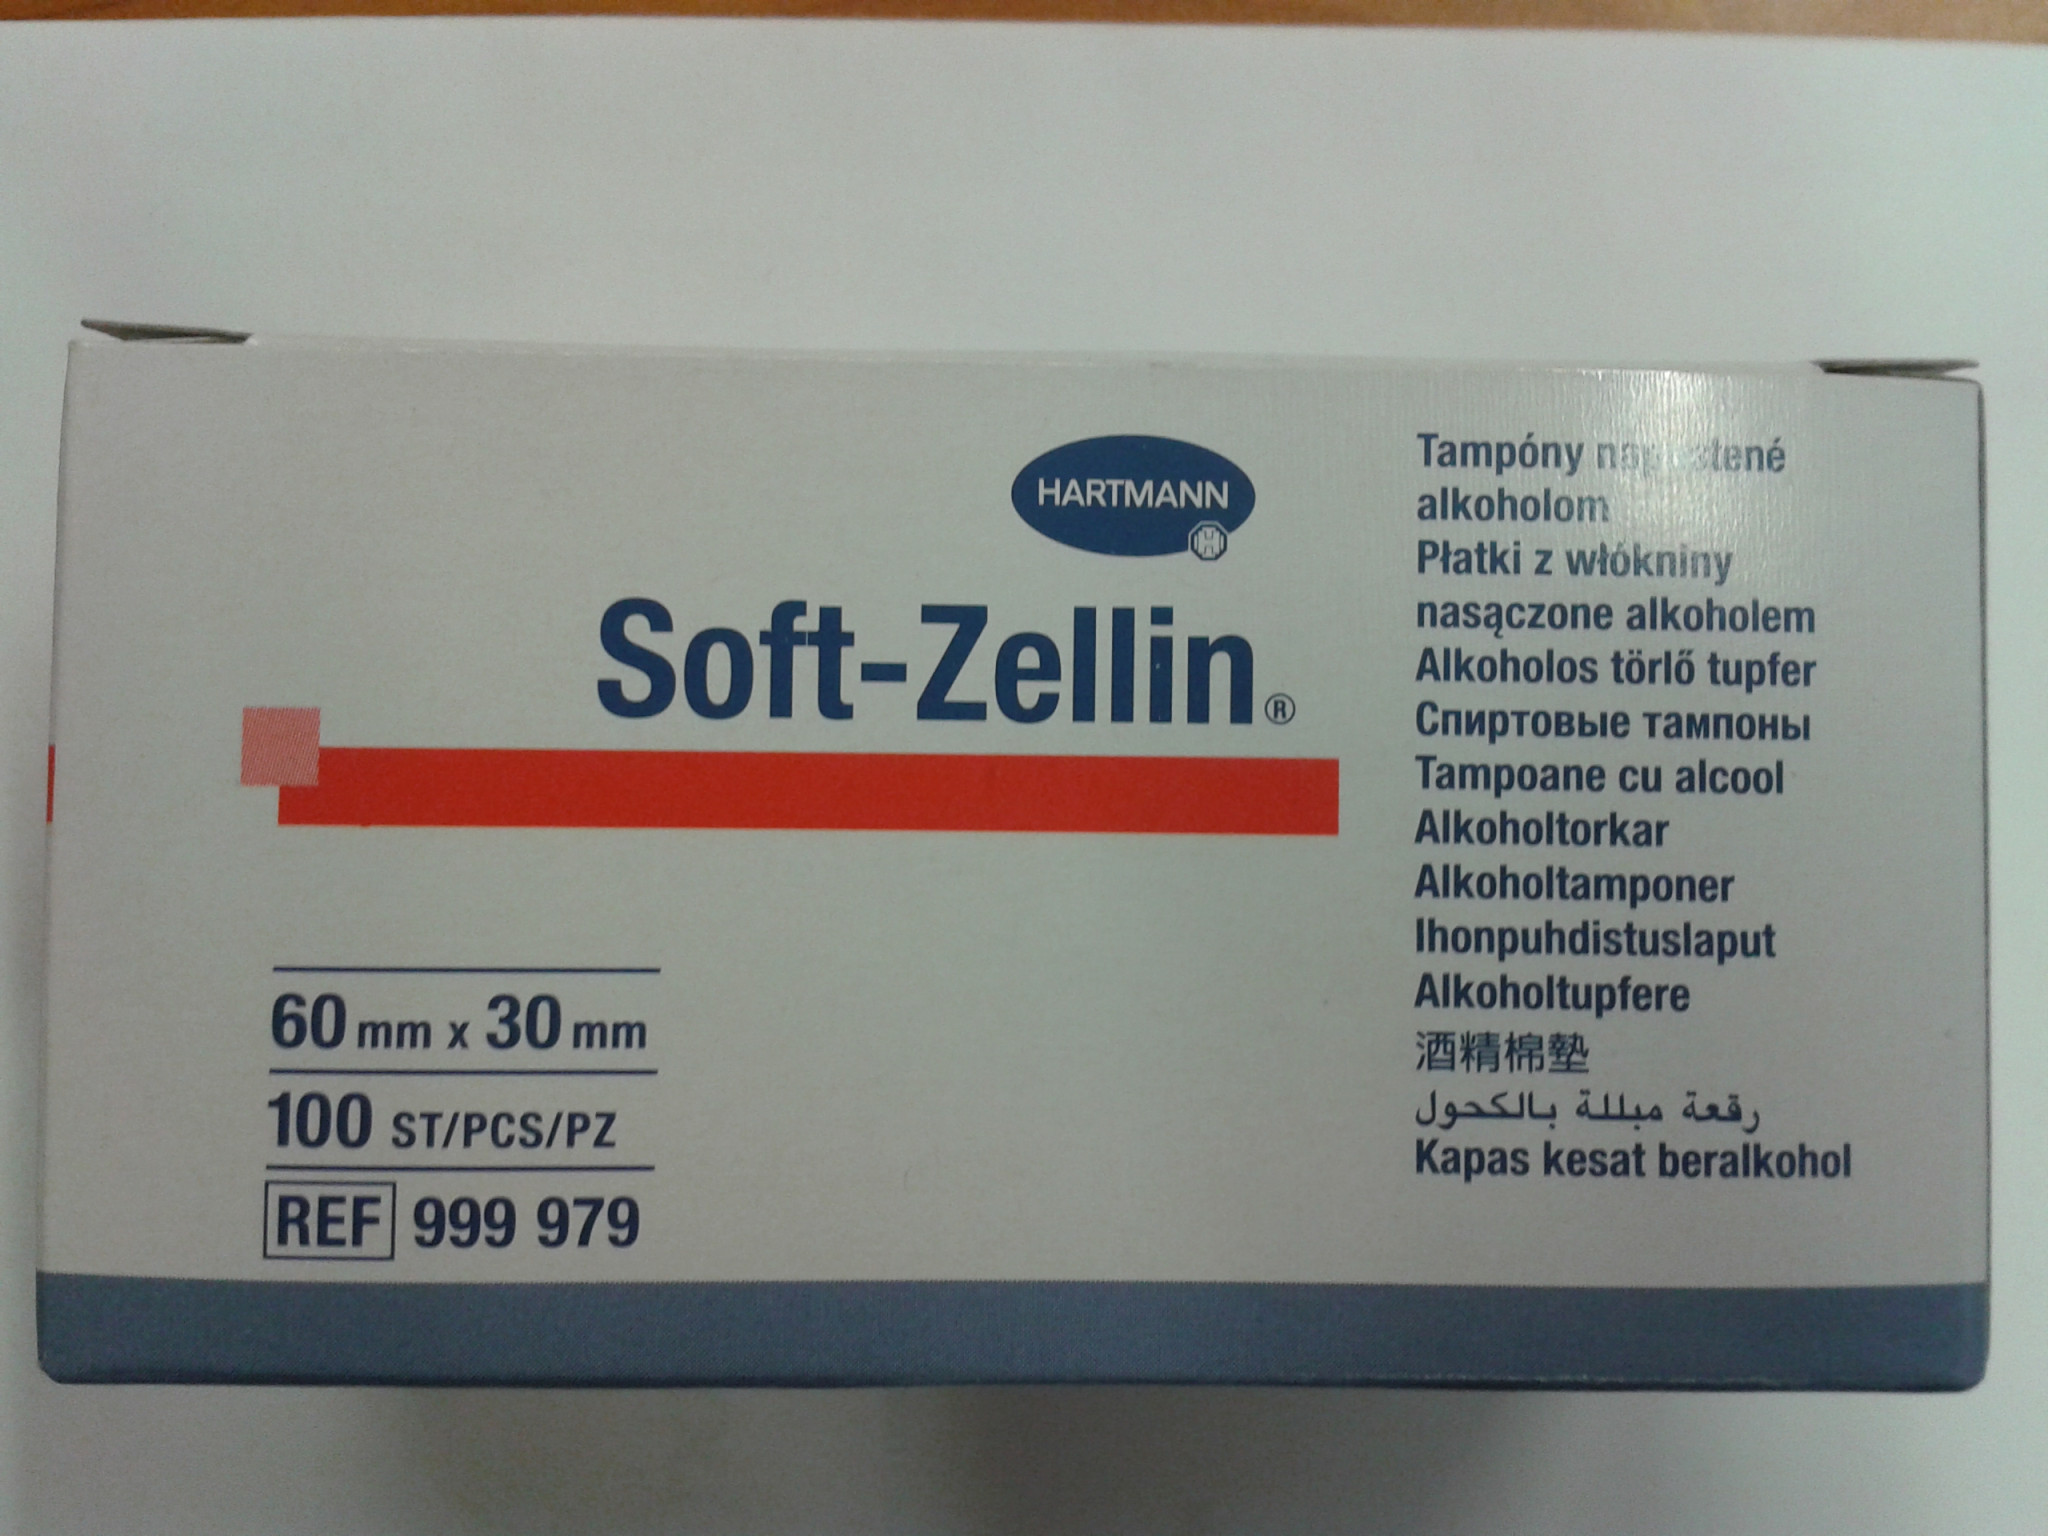 HARTMANN
Soft-Zellin®
60 mm x 30 mm
100 ST/PCS/PZ
REF 999 979
Tampóny
alkoholom
Płatki z włókniny
nasączone alkoholem
Alkoholos törlő tupfer
Спиртовые тампоны
Tampoane cu alcool
Alkoholtorkar
Alkoholtamponer
Ihonpuhdistuslaput
Alkoholtupfere
酒精棉墊
رقعة مبللة بالكحول
Kapas kesat beralkohol